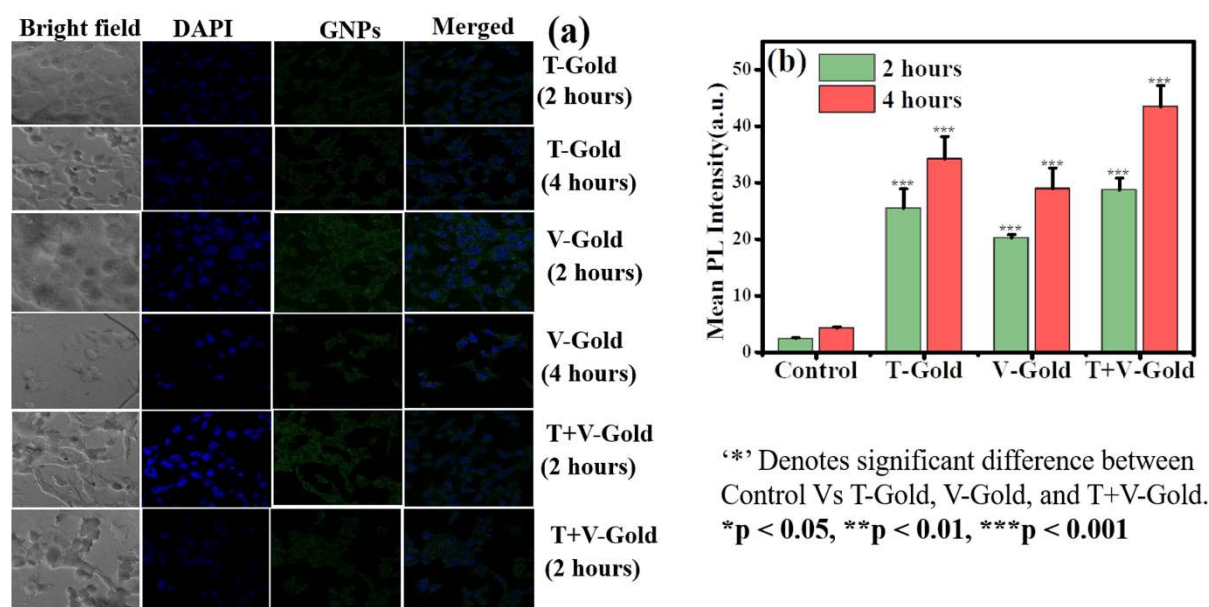 Bright field DAPI GNPs Merged (a)
T-Gold
(2 hours)
T-Gold
(4 hours)
V-Gold
(2 hours)
V-Gold
(4 hours)
T+V-Gold
(2 hours)
T+V-Gold
(2 hours)
(b)
2 hours
4 hours
Mean PL Intensity(a.u.)
50
40
30
20
10
0
***
***
***
***
***
***
Control T-Gold V-Gold T+V-Gold
‘*’ Denotes significant difference between
Control Vs T-Gold, V-Gold, and T+V-Gold.
*p < 0.05, **p < 0.01, ***p < 0.001